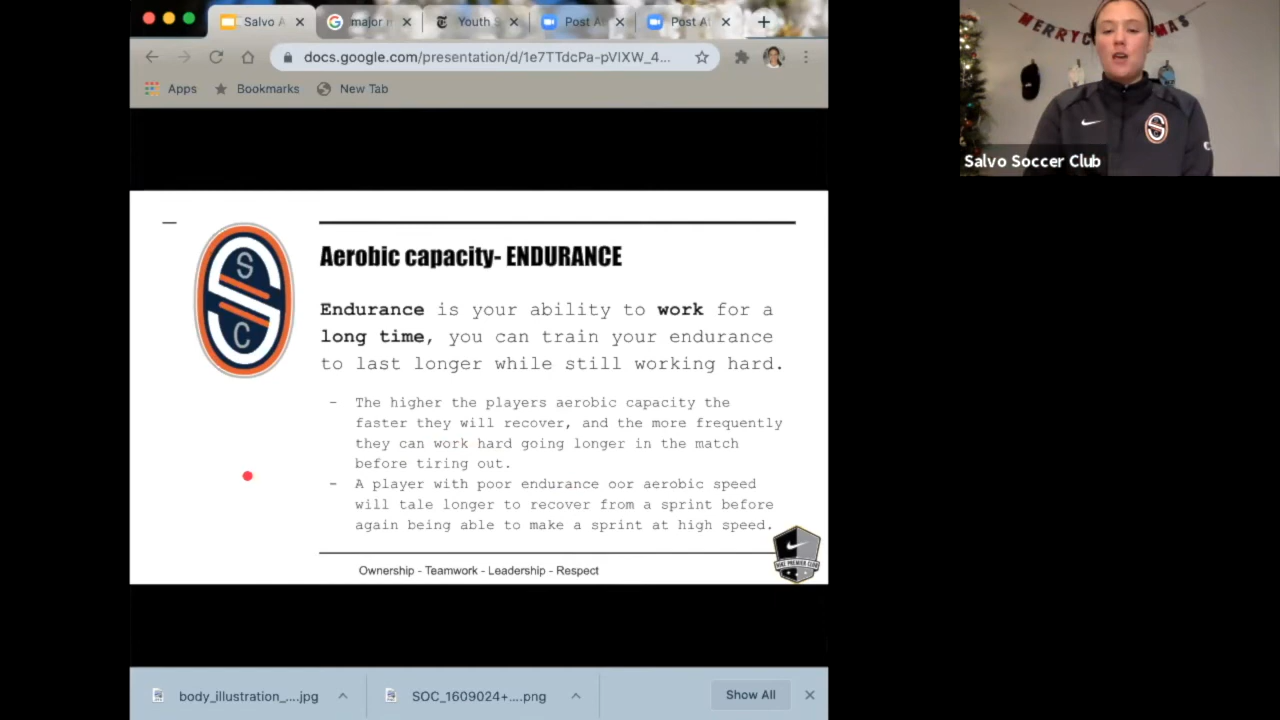 Salvo A
major
Youth S
Post A
Post A
docs.google.com/presentation/d/1e7TTdcPa-pVIXW_4...
Apps
Bookmarks
New Tab
MERRY C
MAS
Salvo Soccer Club
S
S
C
Aerobic capacity- ENDURANCE
Endurance is your ability to work for a
long time, you can train your endurance
to last longer while still working hard.
- The higher the players aerobic capacity the
faster they will recover, and the more frequently
they can work hard going longer in the match
before tiring out.
- A player with poor endurance oor aerobic speed
will tale longer to recover from a sprint before
again being able to make a sprint at high speed.
NIKE PREMIER CLUB
Ownership - Teamwork - Leadership - Respect
body_illustration_....jpg
SOC_1609024+....png
Show All